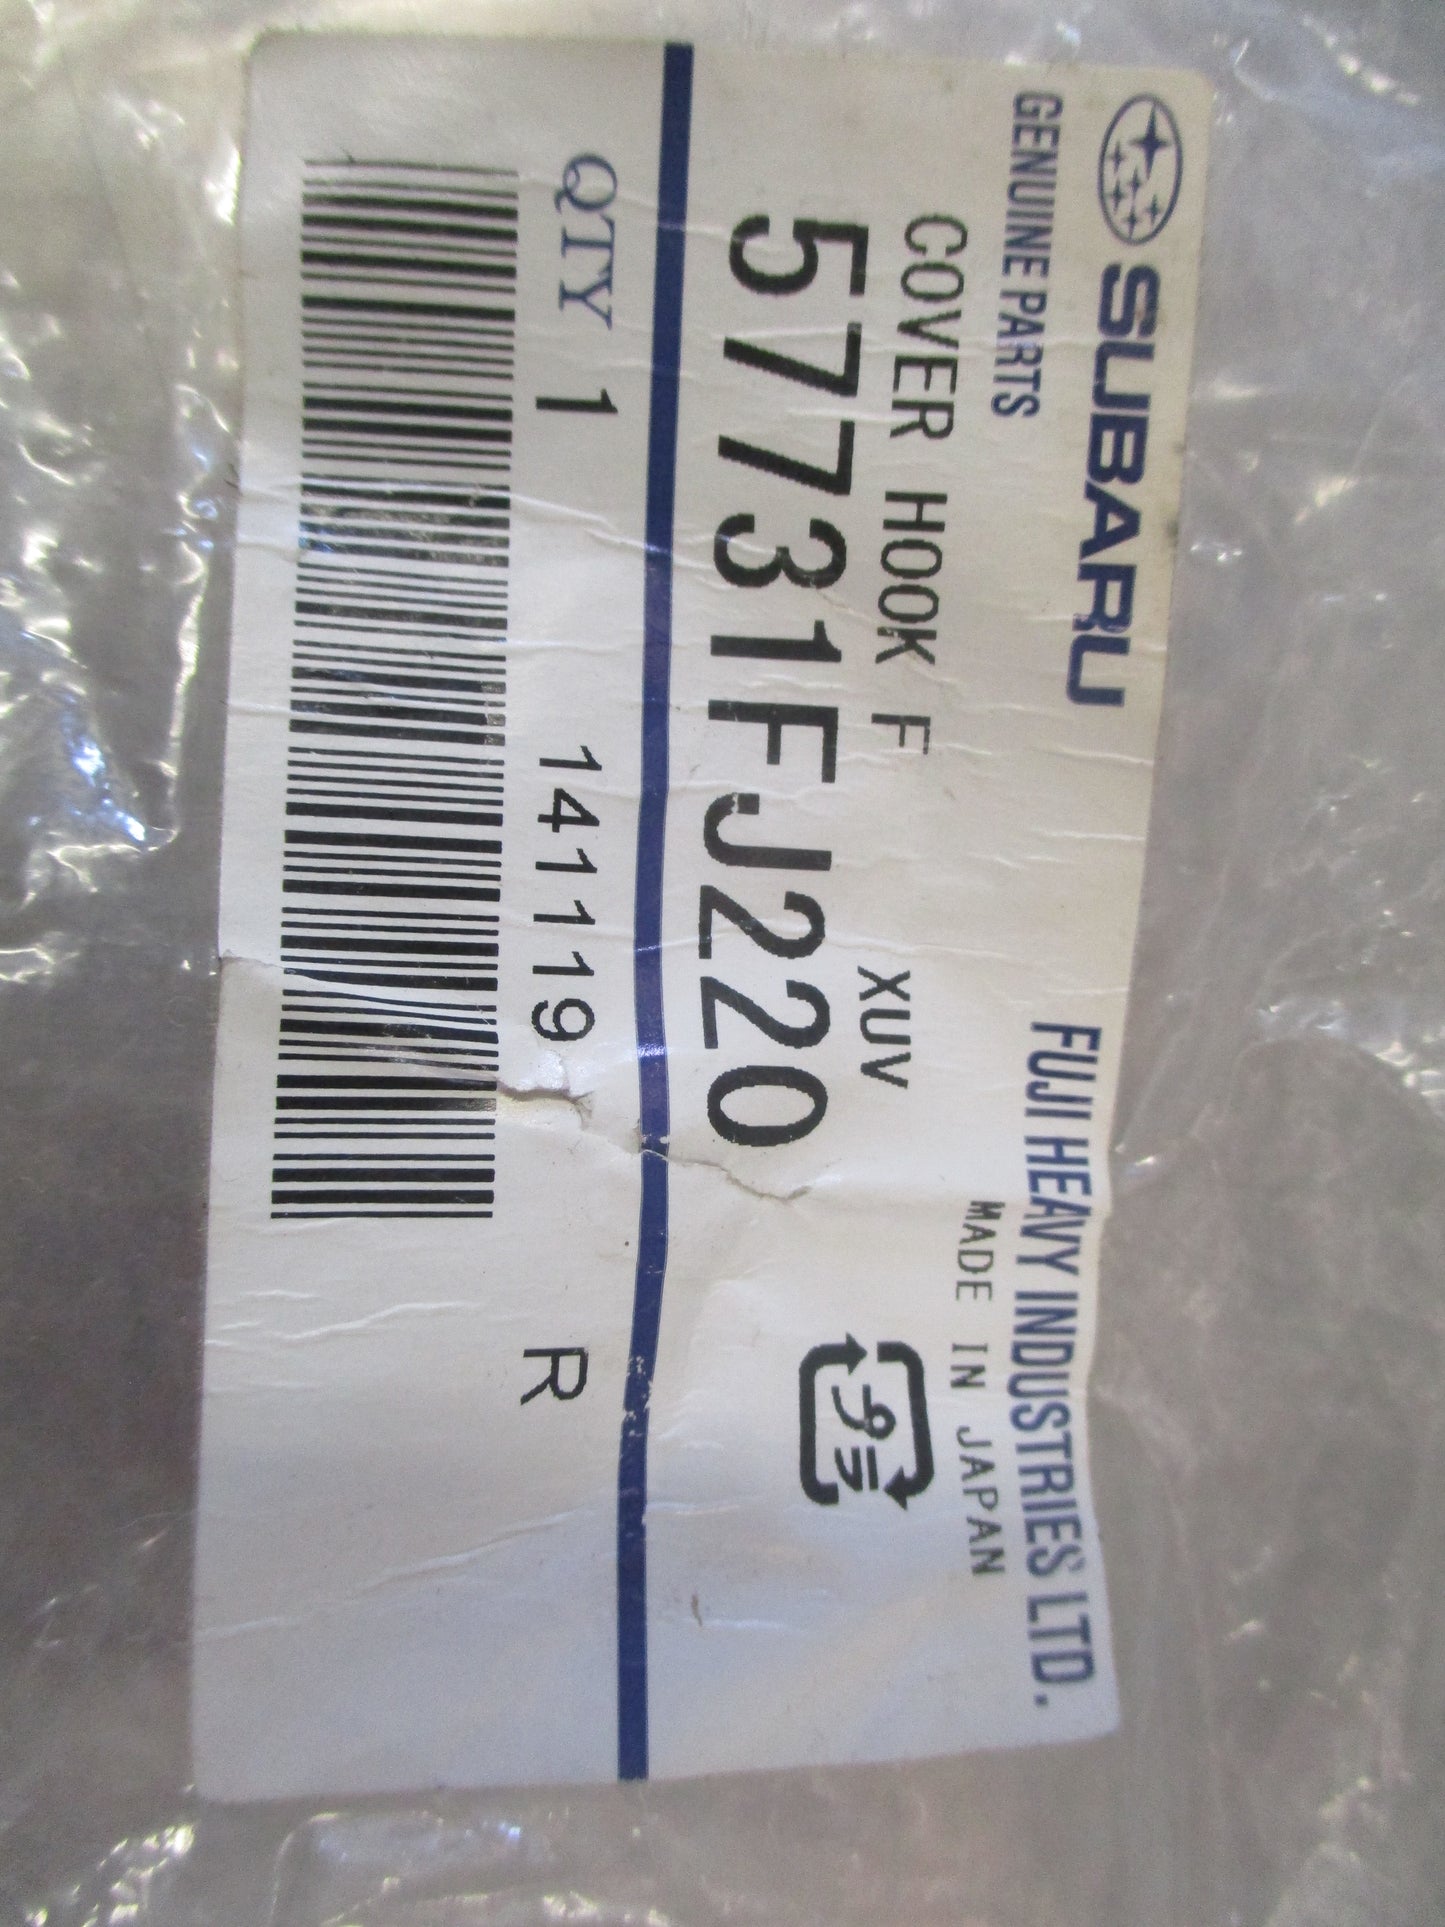 SUBARU
FUJI HEAVY INDUSTRIES LTD.
GENUINE PARTS
MADE IN JAPAN
COVER HOOK F
XUV
57731FJ220
プラ
QTY 1
141119
R